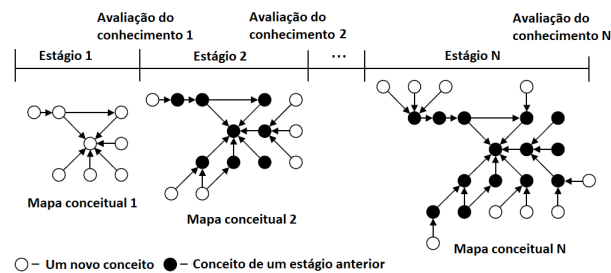 Avaliação do
conhecimento 1
Avaliação do
conhecimento 2
Avaliação do
conhecimento N
Estágio 1
Estágio 2
...
Estágio N
Mapa conceitual 1
Mapa conceitual 2
Mapa conceitual N
– Um novo conceito
– Conceito de um estágio anterior